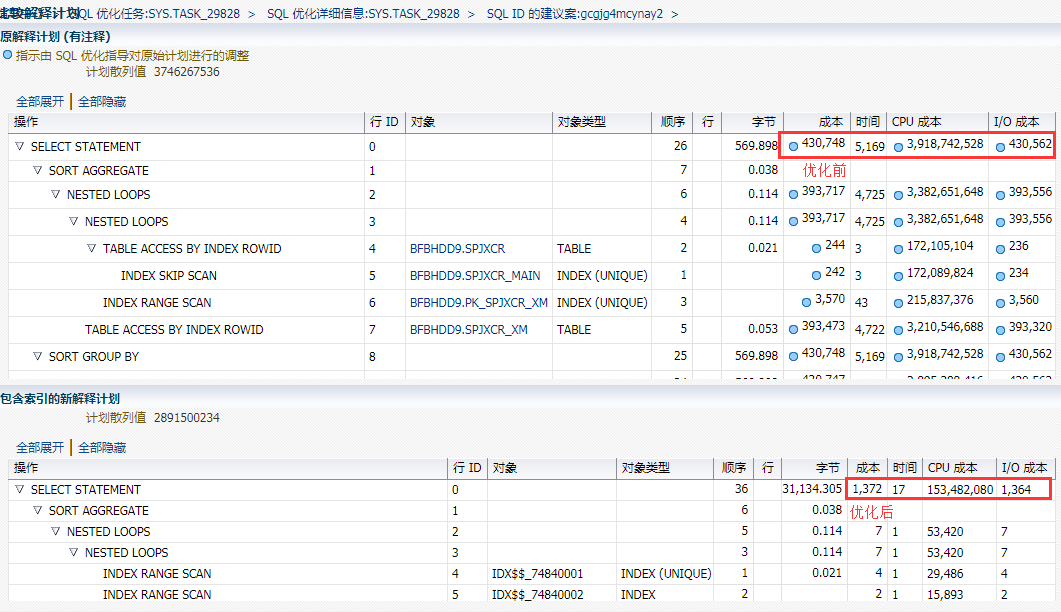 比较解释计划 SQL 优化任务:SYS.TASK_29828 > SQL 优化详细信息:SYS.TASK_29828 > SQL ID 的建议案:gcgjg4mcynay2 >
原解释计划 (有注释)
指示由 SQL 优化指导对原始计划进行的调整
计划散列值 3746267536
全部展开 全部隐藏
操作 行 ID 对象 对象类型 顺序 行 字节 成本 时间 CPU 成本 I/O 成本
SELECT STATEMENT 0 26 569.898 430,748 5,169 3,918,742,528 430,562
SORT AGGREGATE 1 7 0.038 优化前
NESTED LOOPS 2 6 0.114 393,717 4,725 3,382,651,648 393,556
NESTED LOOPS 3 4 0.114 393,717 4,725 3,382,651,648 393,556
TABLE ACCESS BY INDEX ROWID 4 BFBHDD9.SPJXCR TABLE 2 0.021 244 3 172,105,104 236
INDEX SKIP SCAN 5 BFBHDD9.SPJXCR_MAIN INDEX (UNIQUE) 1 242 3 172,089,824 234
INDEX RANGE SCAN 6 BFBHDD9.PK_SPJXCR_XM INDEX (UNIQUE) 3 3,570 43 215,837,376 3,560
TABLE ACCESS BY INDEX ROWID 7 BFBHDD9.SPJXCR_XM TABLE 5 0.053 393,473 4,722 3,210,546,688 393,320
SORT GROUP BY 8 25 569.898 430,748 5,169 3,918,742,528 430,562
包含索引的新解释计划
计划散列值 2891500234
全部展开 全部隐藏
操作 行 ID 对象 对象类型 顺序 行 字节 成本 时间 CPU 成本 I/O 成本
SELECT STATEMENT 0 36 31,134.305 1,372 17 153,482,080 1,364
SORT AGGREGATE 1 6 0.038 优化后
NESTED LOOPS 2 5 0.114 7 1 53,420 7
NESTED LOOPS 3 3 0.114 7 1 53,420 7
INDEX RANGE SCAN 4 IDX$$_74840001 INDEX (UNIQUE) 1 0.021 4 1 29,486 4
INDEX RANGE SCAN 5 IDX$$_74840002 INDEX 2 2 1 15,893 2